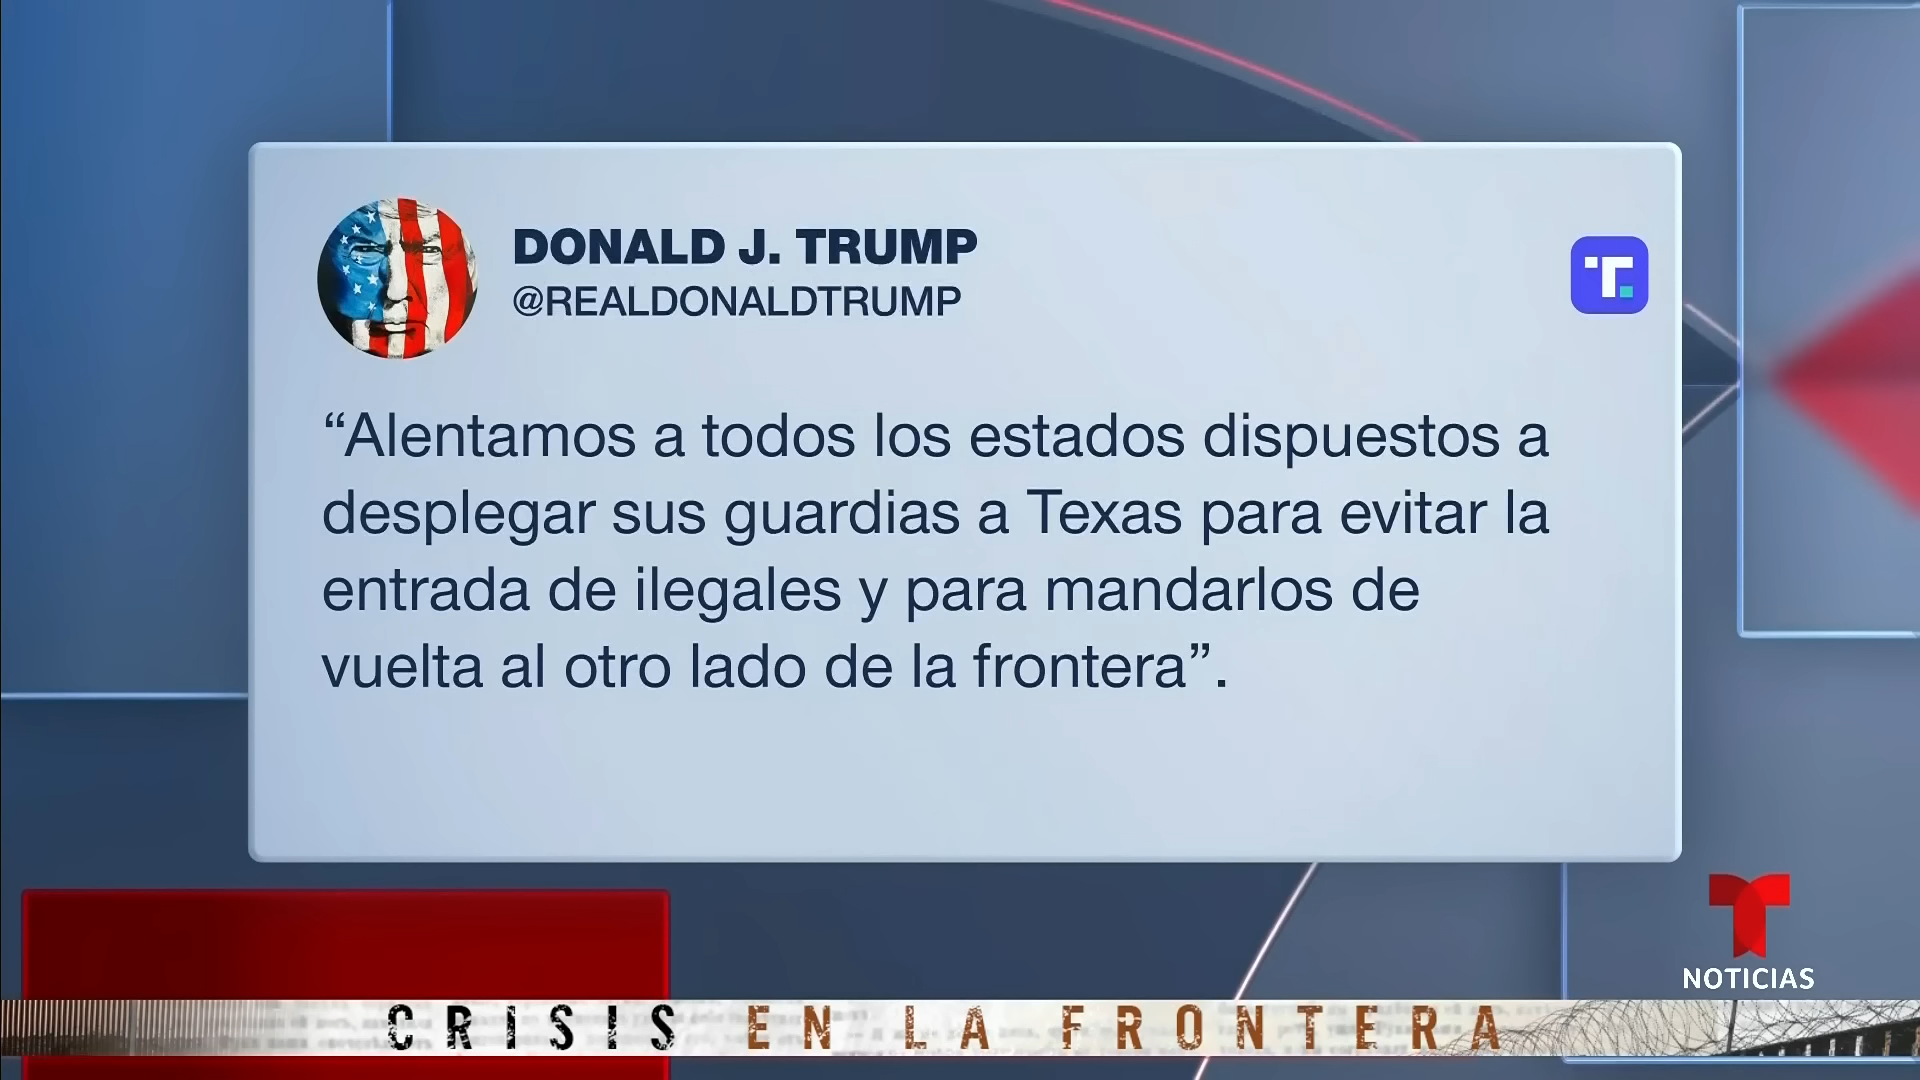 DONALD J. TRUMP
@REALDONALDTRUMP
T.
“Alentamos a todos los estados dispuestos a
desplegar sus guardias a Texas para evitar la
entrada de ilegales y para mandarlos de
vuelta al otro lado de la frontera”.
NOTICIAS
CRISIS EN LA FRONTERA